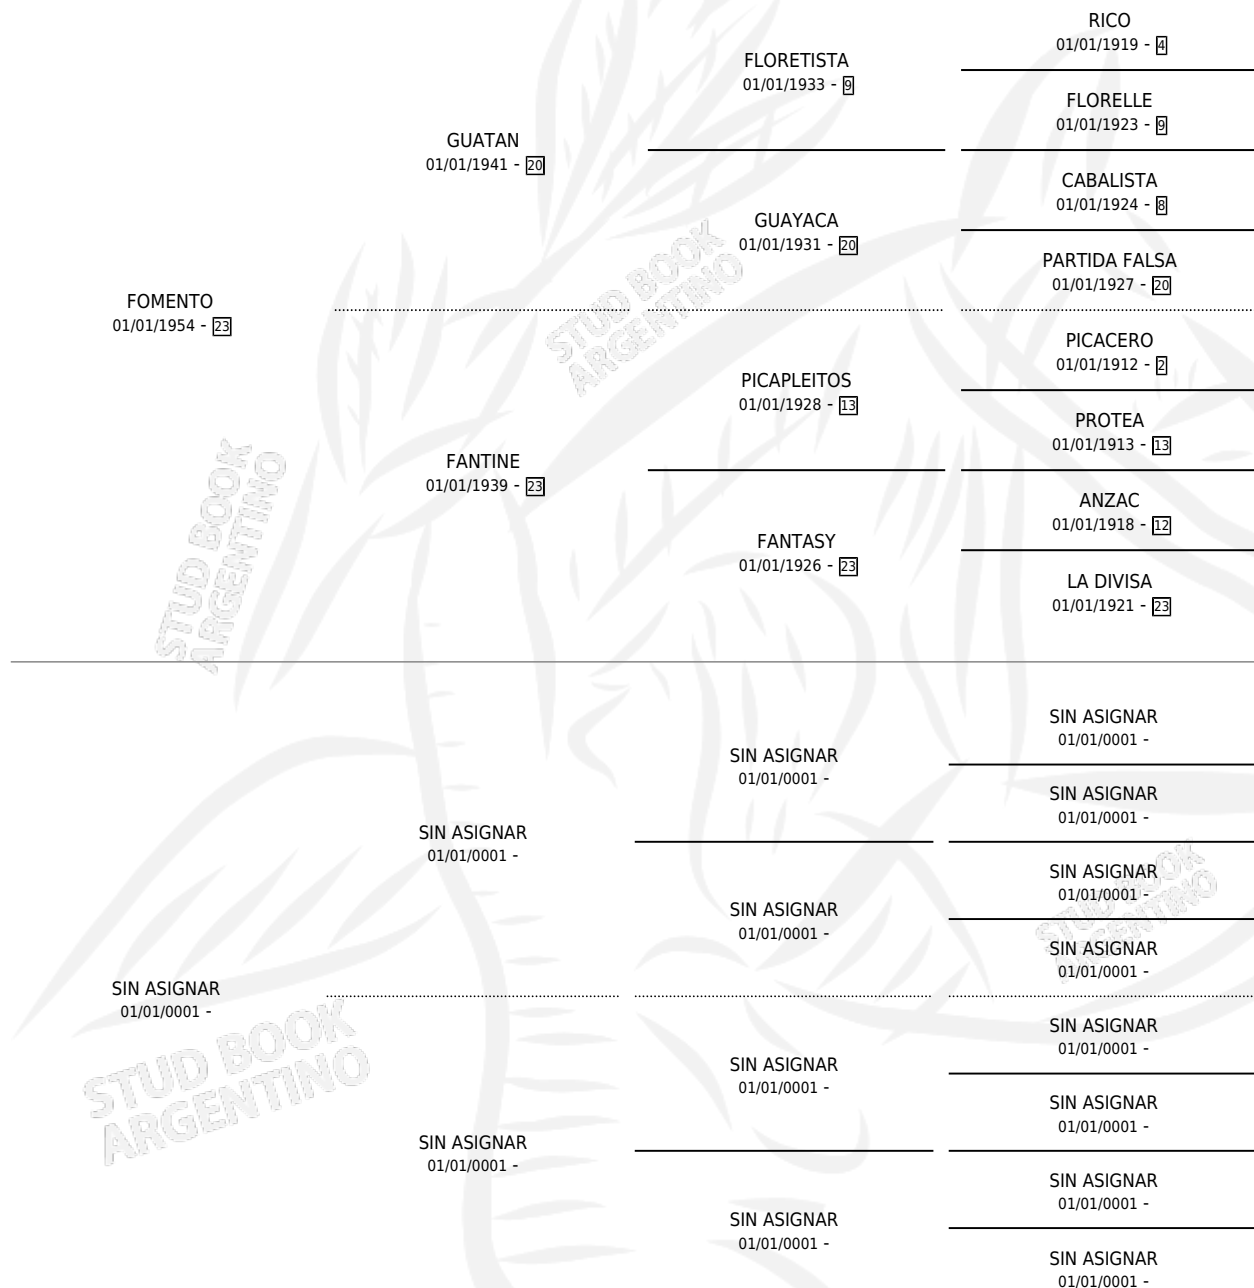 RICO
01/01/1919 - 4
FLORETISTA
01/01/1933 - 9
FLORELLE
01/01/1923 - 9
GUATAN
01/01/1941 - 20
CABALISTA
01/01/1924 - 8
GUAYACA
01/01/1931 - 20
PARTIDA FALSA
01/01/1927 - 20
FOMENTO
01/01/1954 - 23
STUD BOOK
ARGENTINO
PICACERO
01/01/1912 - 2
PICAPLEITOS
01/01/1928 - 13
PROTEA
01/01/1913 - 13
FANTINE
01/01/1939 - 23
ANZAC
01/01/1918 - 12
FANTASY
01/01/1926 - 23
LA DIVISA
01/01/1921 - 23
STUD BOOK
ARGENTINO
SIN ASIGNAR
01/01/0001 -
SIN ASIGNAR
01/01/0001 -
SIN ASIGNAR
01/01/0001 -
SIN ASIGNAR
01/01/0001 -
SIN ASIGNAR
01/01/0001 -
SIN ASIGNAR
01/01/0001 -
SIN ASIGNAR
01/01/0001 -
STUD BOOK
ARGENTINO
SIN ASIGNAR
01/01/0001 -
SIN ASIGNAR
01/01/0001 -
SIN ASIGNAR
01/01/0001 -
SIN ASIGNAR
01/01/0001 -
SIN ASIGNAR
01/01/0001 -
SIN ASIGNAR
01/01/0001 -
SIN ASIGNAR
01/01/0001 -
SIN ASIGNAR
01/01/0001 -
STUD BOOK
ARGENTINO